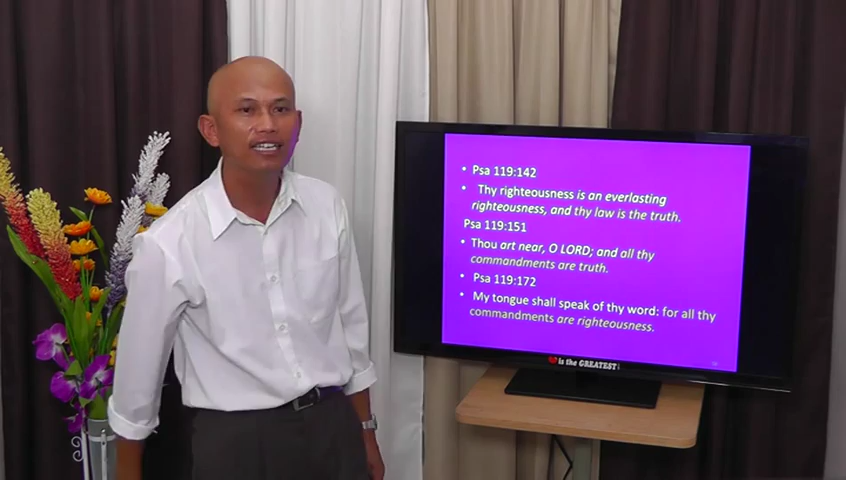 • Psa 119:142
• Thy righteousness is an everlasting
righteousness, and thy law is the truth.
Psa 119:151
• Thou art near, O LORD; and all thy
commandments are truth.
• Psa 119:172
• My tongue shall speak of thy word: for all thy
commandments are righteousness.
is the GREATEST!